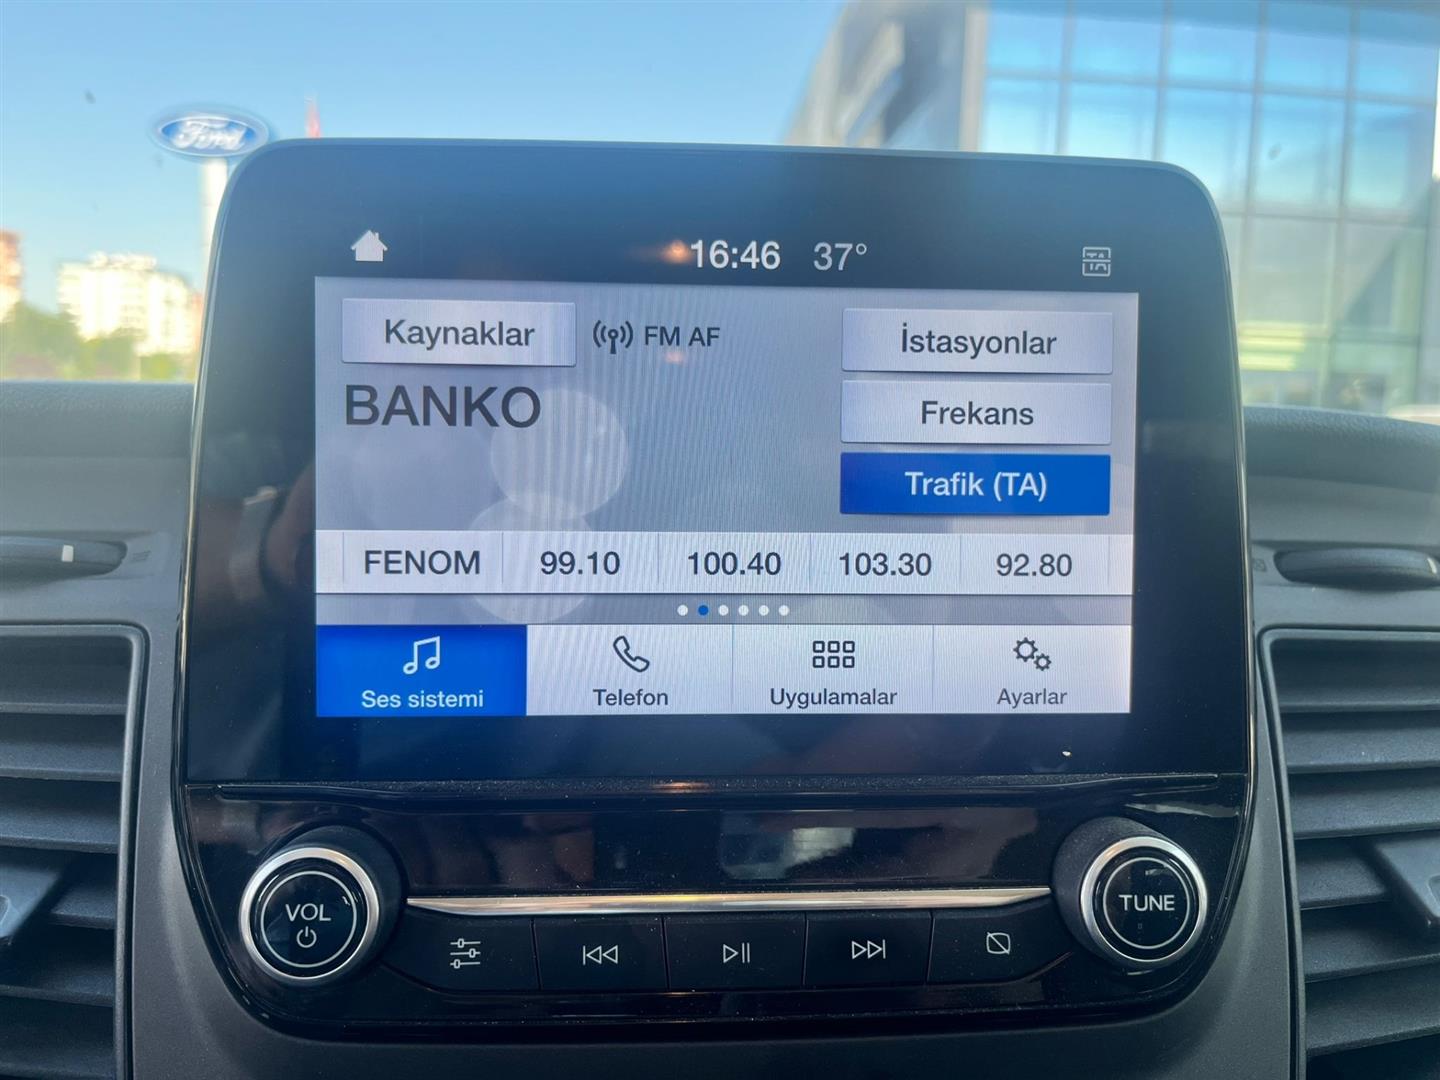 Ford
16:46 37°
TA
Kaynaklar FM AF İstasyonlar
BANKO Frekans
Trafik (TA)
FENOM 99.10 100.40 103.30 92.80
Ses sistemi Telefon Uygulamalar Ayarlar
VOL TUNE